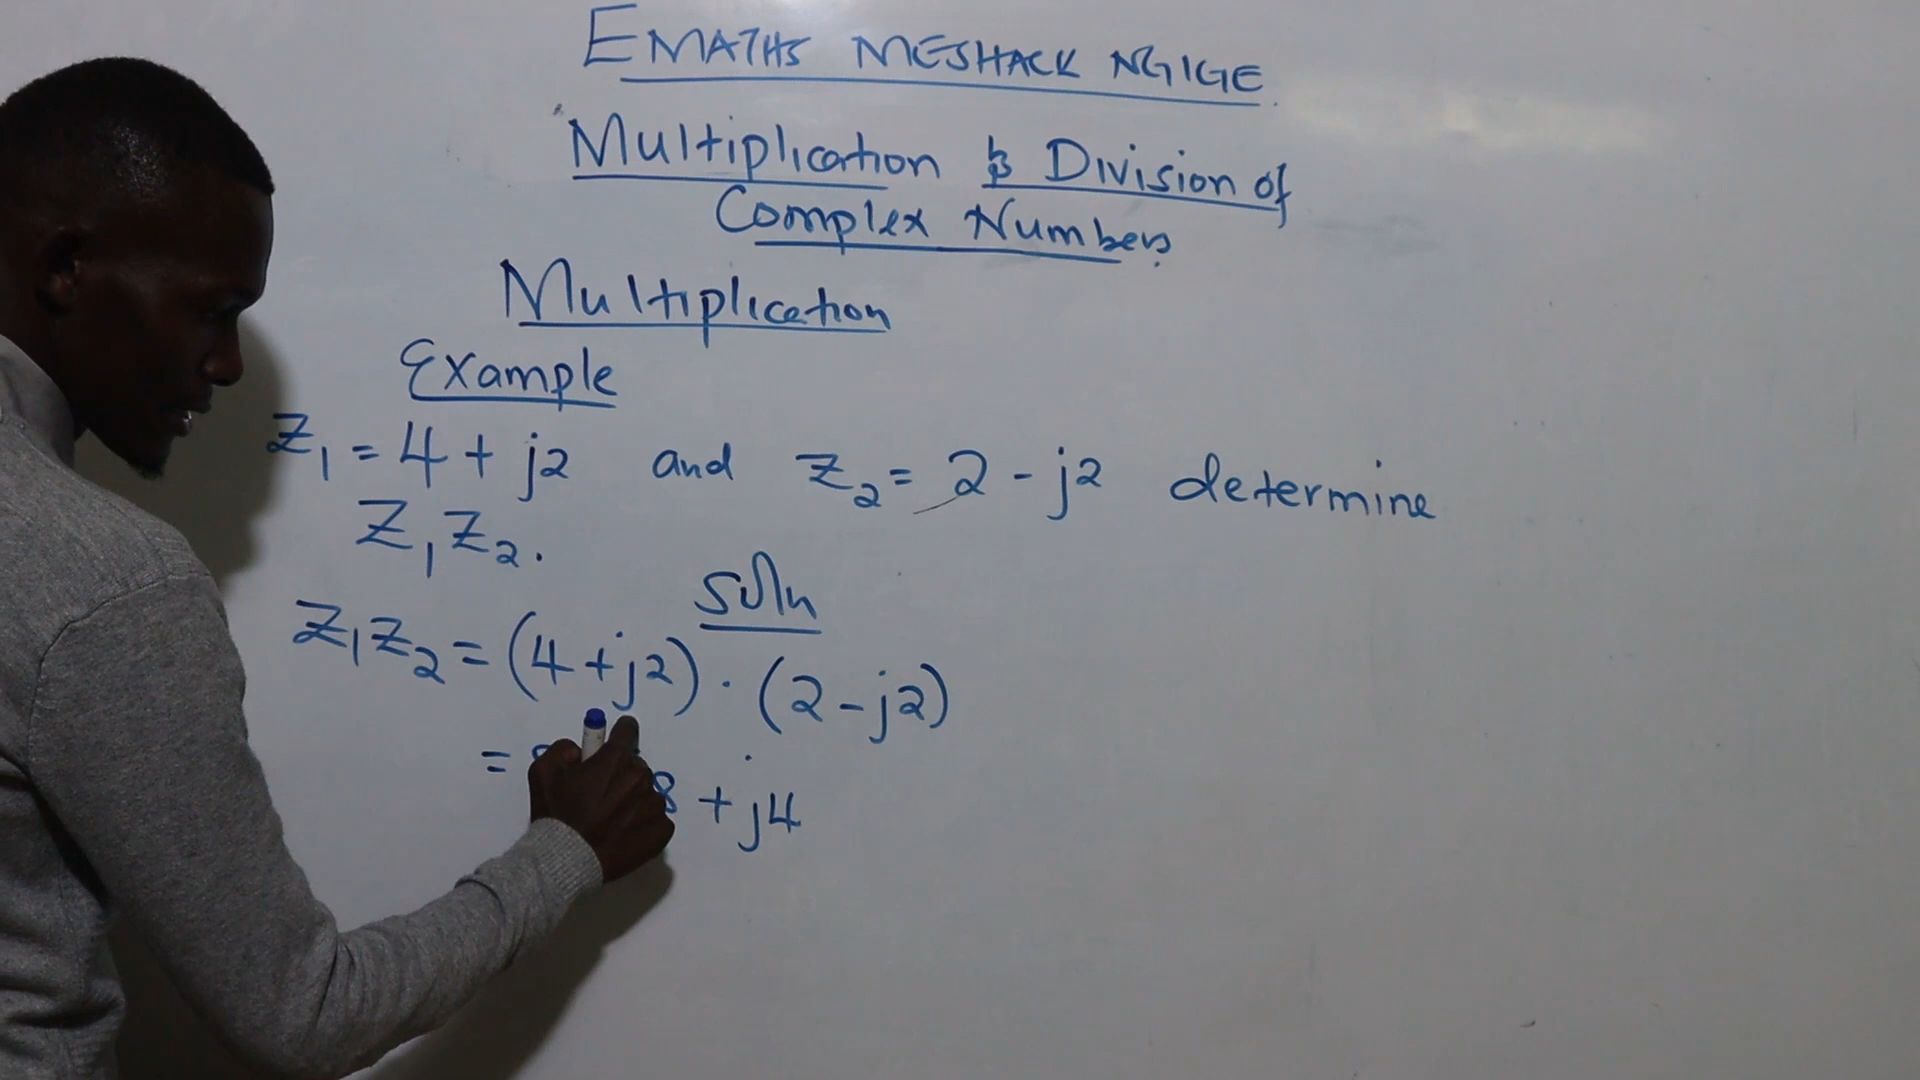 EMATHS MESHACK NGIGE
Multiplication & Division of
Complex Numbers
Multiplication
Example
Z₁ = 4 + j2 and Z₂ = 2 - j2 determine
Z₁Z₂.
Soln
Z₁Z₂ = (4+j2) · (2-j2)
= 8 + j4